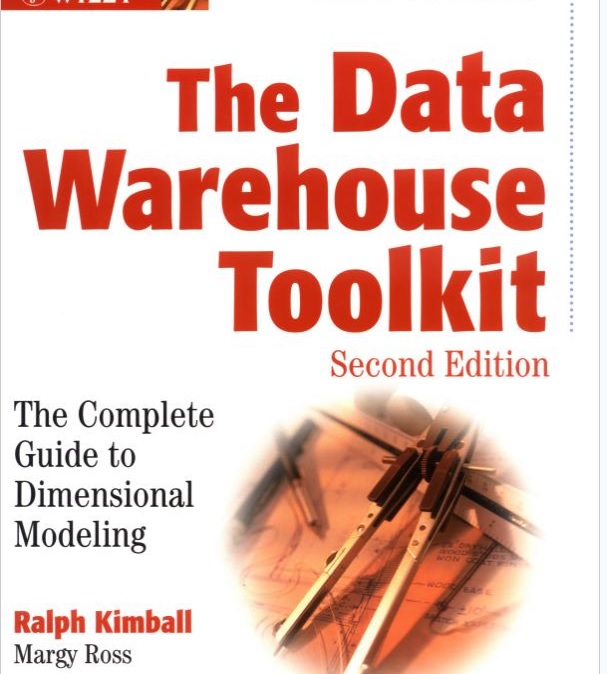 The Data
Warehouse
Toolkit
Second Edition
The Complete
Guide to
Dimensional
Modeling
Ralph Kimball
Margy Ross